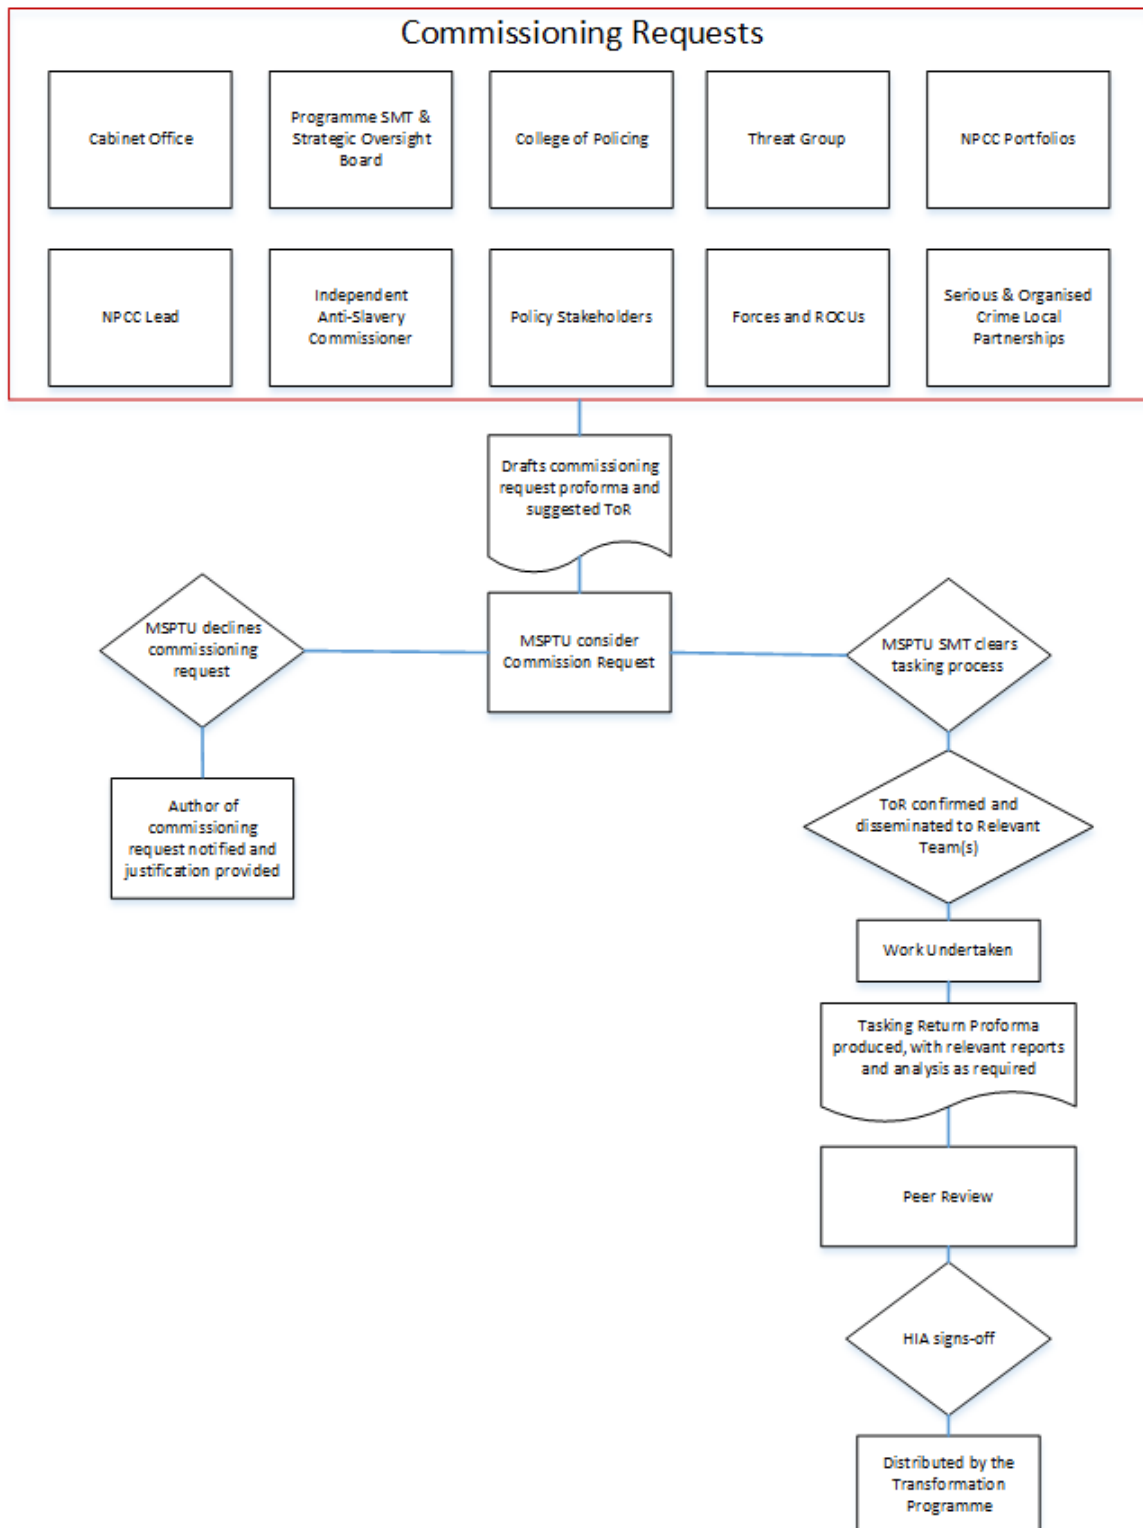 Commissioning Requests
Cabinet Office
Programme SMT &
Strategic Oversight
Board
College of Policing
Threat Group
NPCC Portfolios
NPCC Lead
Independent
Anti-Slavery
Commissioner
Policy Stakeholders
Forces and ROCUs
Serious & Organised
Crime Local
Partnerships
Drafts commissioning
request proforma and
suggested ToR
MSPTU declines
commissioning
request
MSPTU consider
Commission Request
MSPTU SMT clears
tasking process
Author of
commissioning
request notified and
justification provided
ToR confirmed and
disseminated to Relevant
Team(s)
Work Undertaken
Tasking Return Proforma
produced, with relevant reports
and analysis as required
Peer Review
HIA signs-off
Distributed by the
Transformation
Programme